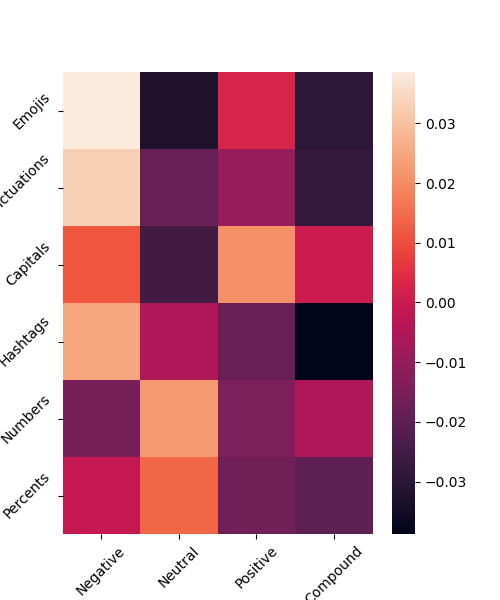 Emojis
ctuations
Capitals
Hashtags
Numbers
Percents
Negative
Neutral
Positive
Compound
0.03
0.02
0.01
0.00
−0.01
−0.02
−0.03